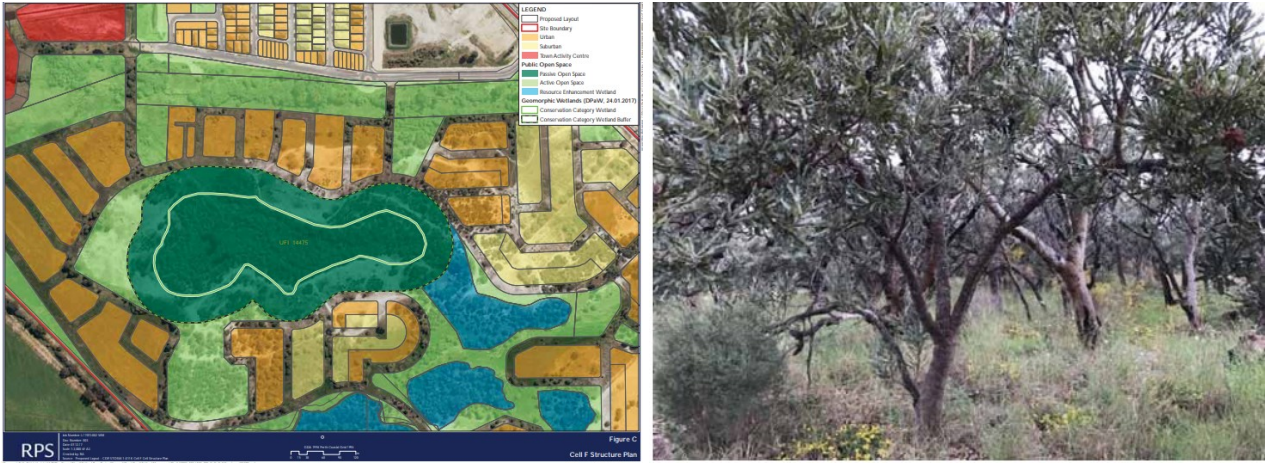 LEGEND
Proposed Layout
Site Boundary
Urban
Suburban
Town Activity Centre
Public Open Space
Passive Open Space
Active Open Space
Resource Enhancement Wetland
Geomorphic Wetlands (DPaW, 24.01.2017)
Conservation Category Wetland
Conservation Category Wetland Buffer
UFI 14475
RPS
Figure C
Cell F Structure Plan